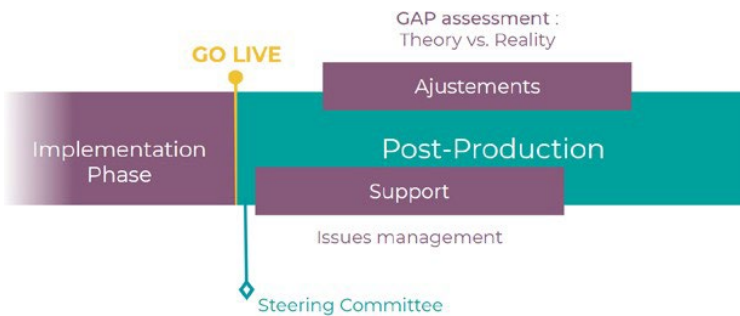 GAP assessment :
Theory vs. Reality
GO LIVE
Ajustements
Implementation
Phase
Post-Production
Support
Issues management
Steering Committee